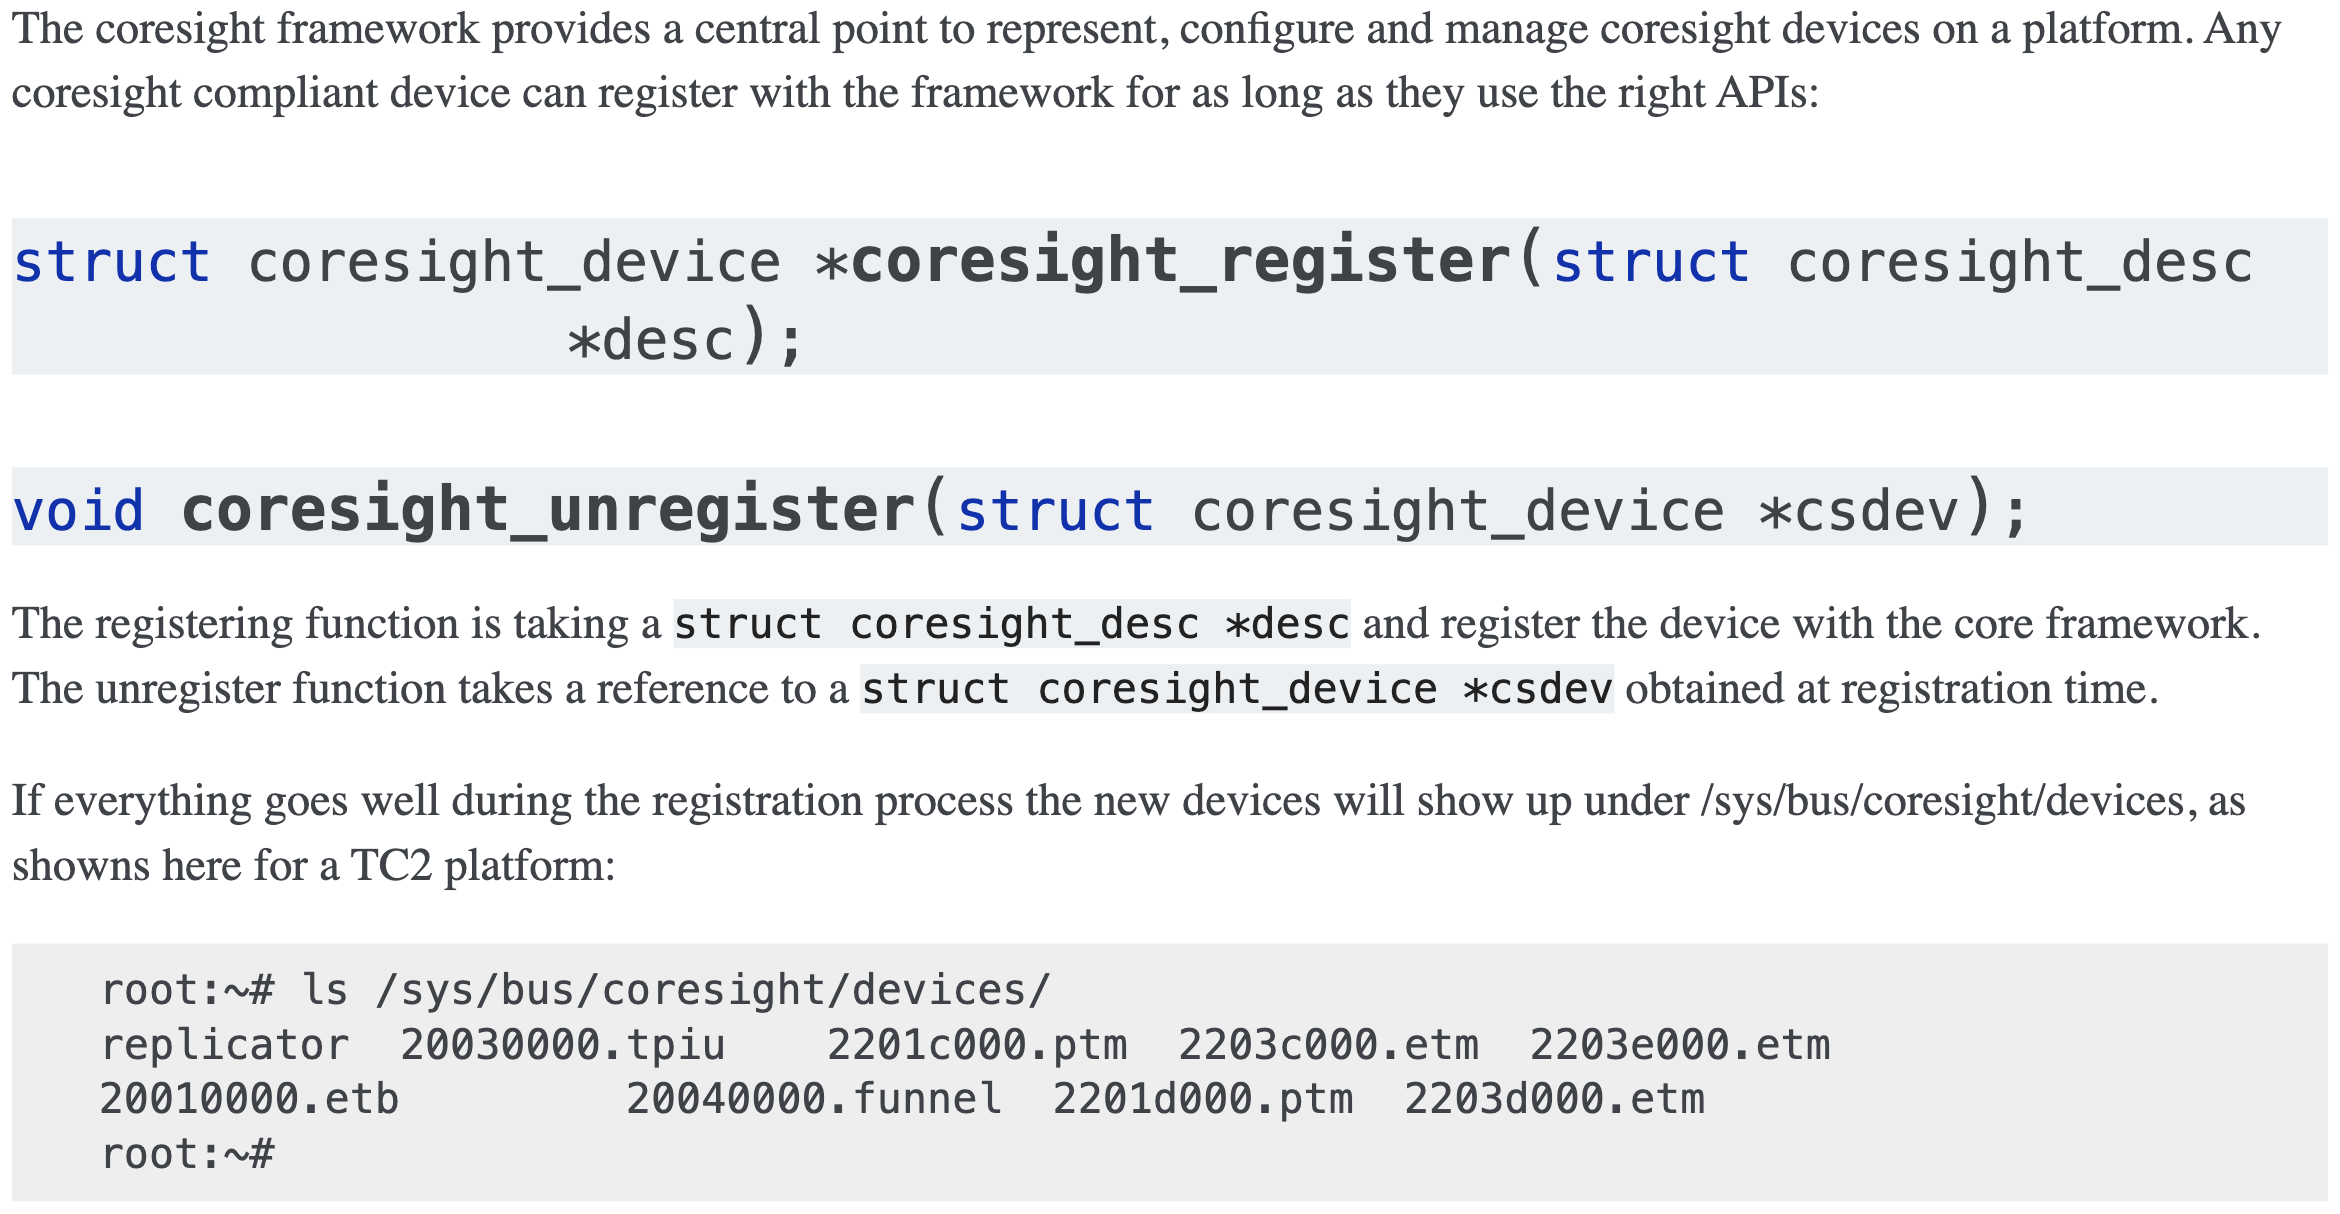 The coresight framework provides a central point to represent, configure and manage coresight devices on a platform. Any
coresight compliant device can register with the framework for as long as they use the right APIs:
struct coresight_device *coresight_register(struct coresight_desc
*desc);
void coresight_unregister(struct coresight_device *csdev);
The registering function is taking a struct coresight_desc *desc and register the device with the core framework.
The unregister function takes a reference to a struct coresight_device *csdev obtained at registration time.
If everything goes well during the registration process the new devices will show up under /sys/bus/coresight/devices, as
showns here for a TC2 platform:
root:~# ls /sys/bus/coresight/devices/
replicator  20030000.tpiu    2201c000.ptm  2203c000.etm  2203e000.etm
20010000.etb         20040000.funnel  2201d000.ptm  2203d000.etm
root:~#